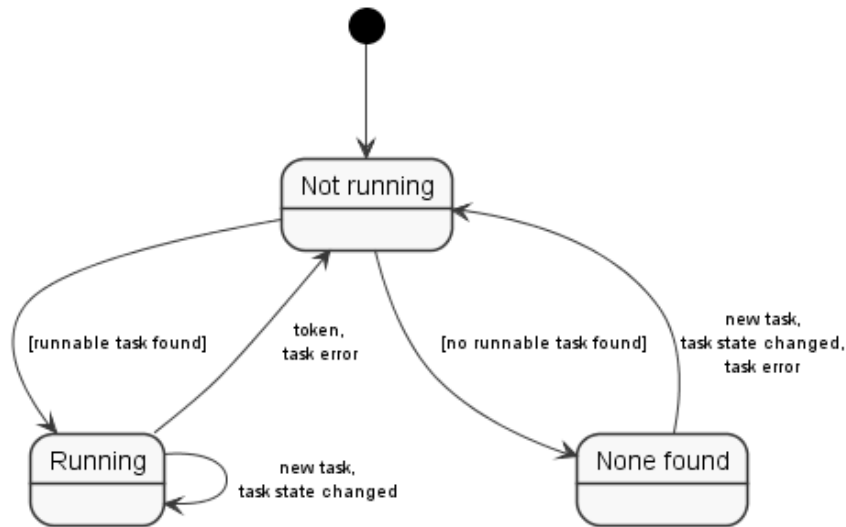 Not running
[runnable task found]
token,
task error
[no runnable task found]
new task,
task state changed,
task error
Running
new task,
task state changed
None found